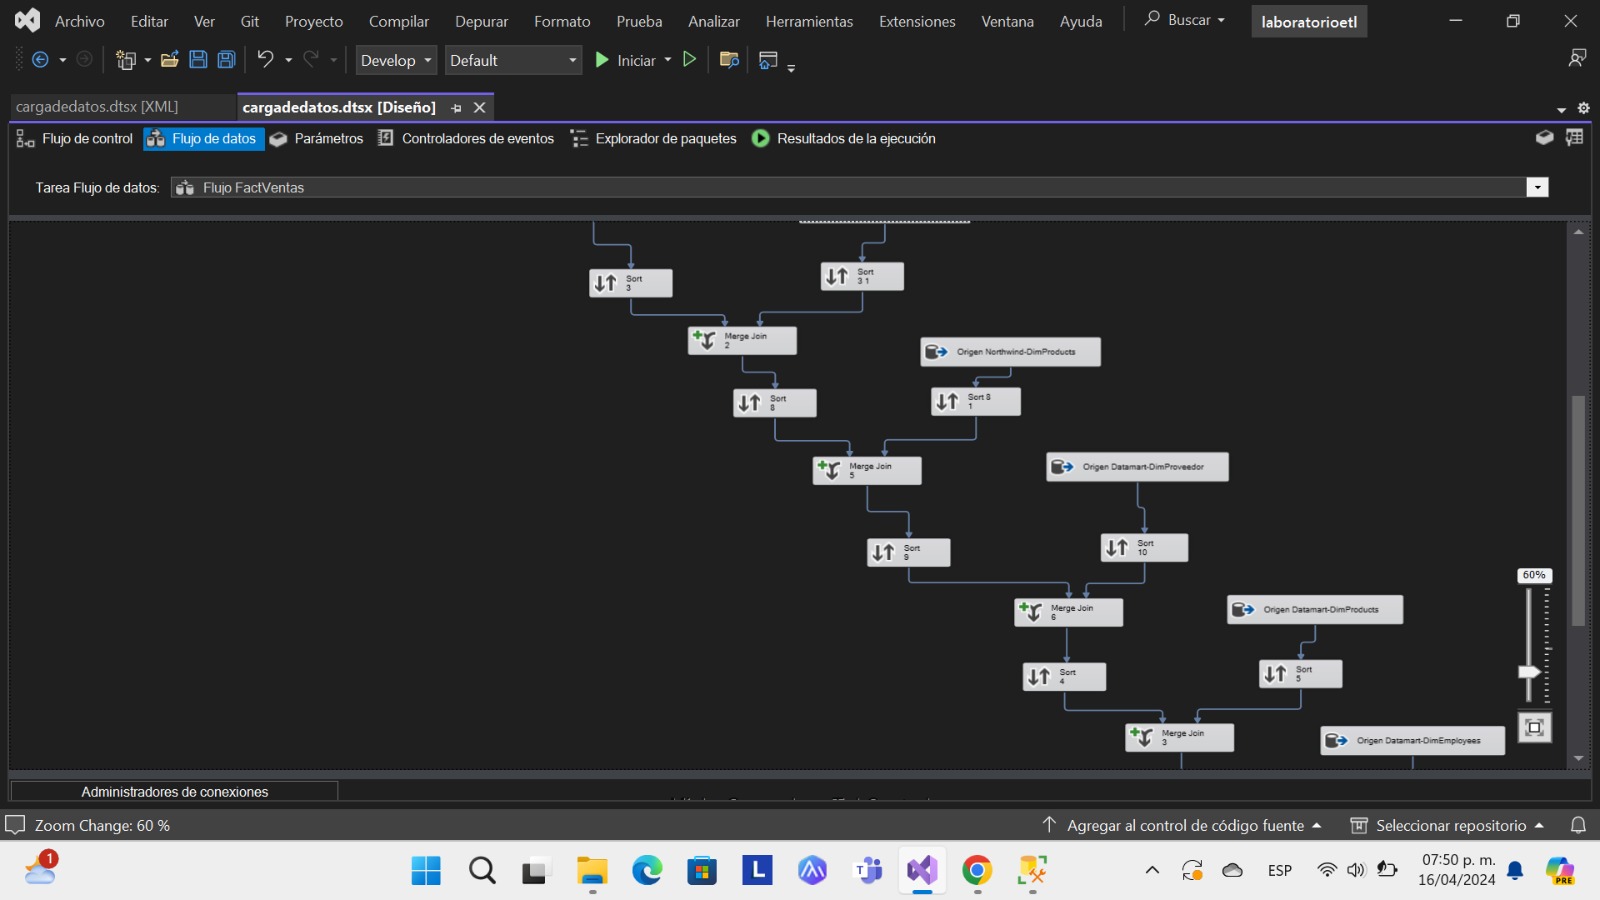 Archivo Editar Ver Git Proyecto Compilar Depurar Formato Prueba Analizar Herramientas Extensiones Ventana Ayuda Buscar laboratorioetl
Develop Default Iniciar
cargadedatos.dtsx [XML] cargadedatos.dtsx [Diseño]
Flujo de control Flujo de datos Parámetros Controladores de eventos Explorador de paquetes Resultados de la ejecución
Tarea Flujo de datos: Flujo FactVentas
Sort
3
Sort
3 1
Merge Join
2
Origen Northwind-DimProducts
Sort
8
Sort 8
1
Merge Join
5
Origen Datamart-DimProveedor
Sort
9
Sort
10
60%
Merge Join
6
Origen Datamart-DimProducts
Sort
4
Sort
5
Merge Join
3
Origen Datamart-DimEmployees
Administradores de conexiones
Zoom Change: 60 % Agregar al control de código fuente Seleccionar repositorio
1
L
T
ESP
07:50 p. m.
16/04/2024
PRE